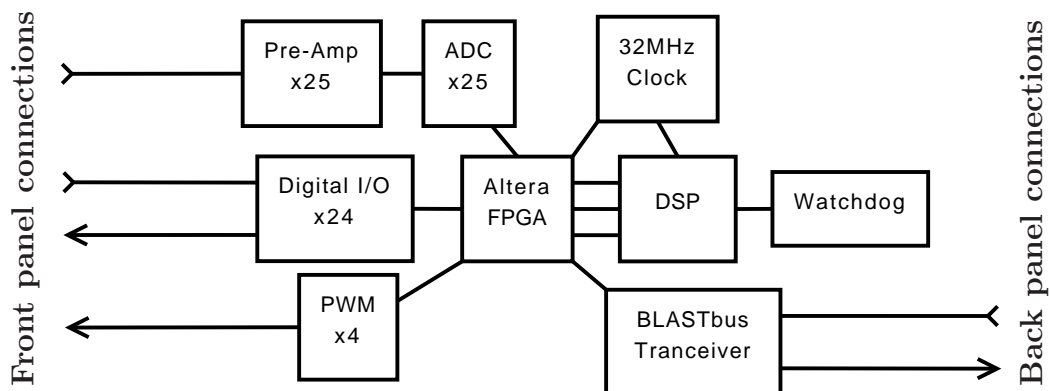 Front panel connections
Pre-Amp
x25
ADC
x25
32MHz
Clock
Digital I/O
x24
Altera
FPGA
DSP
Watchdog
PWM
x4
BLASTbus
Tranceiver
Back panel connections